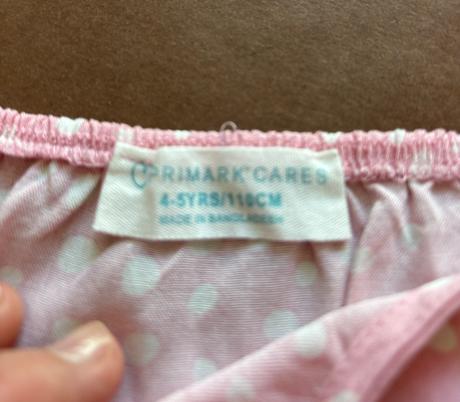 PRIMARK CARES
4-5YRS/110CM
MADE IN BANGLADESH